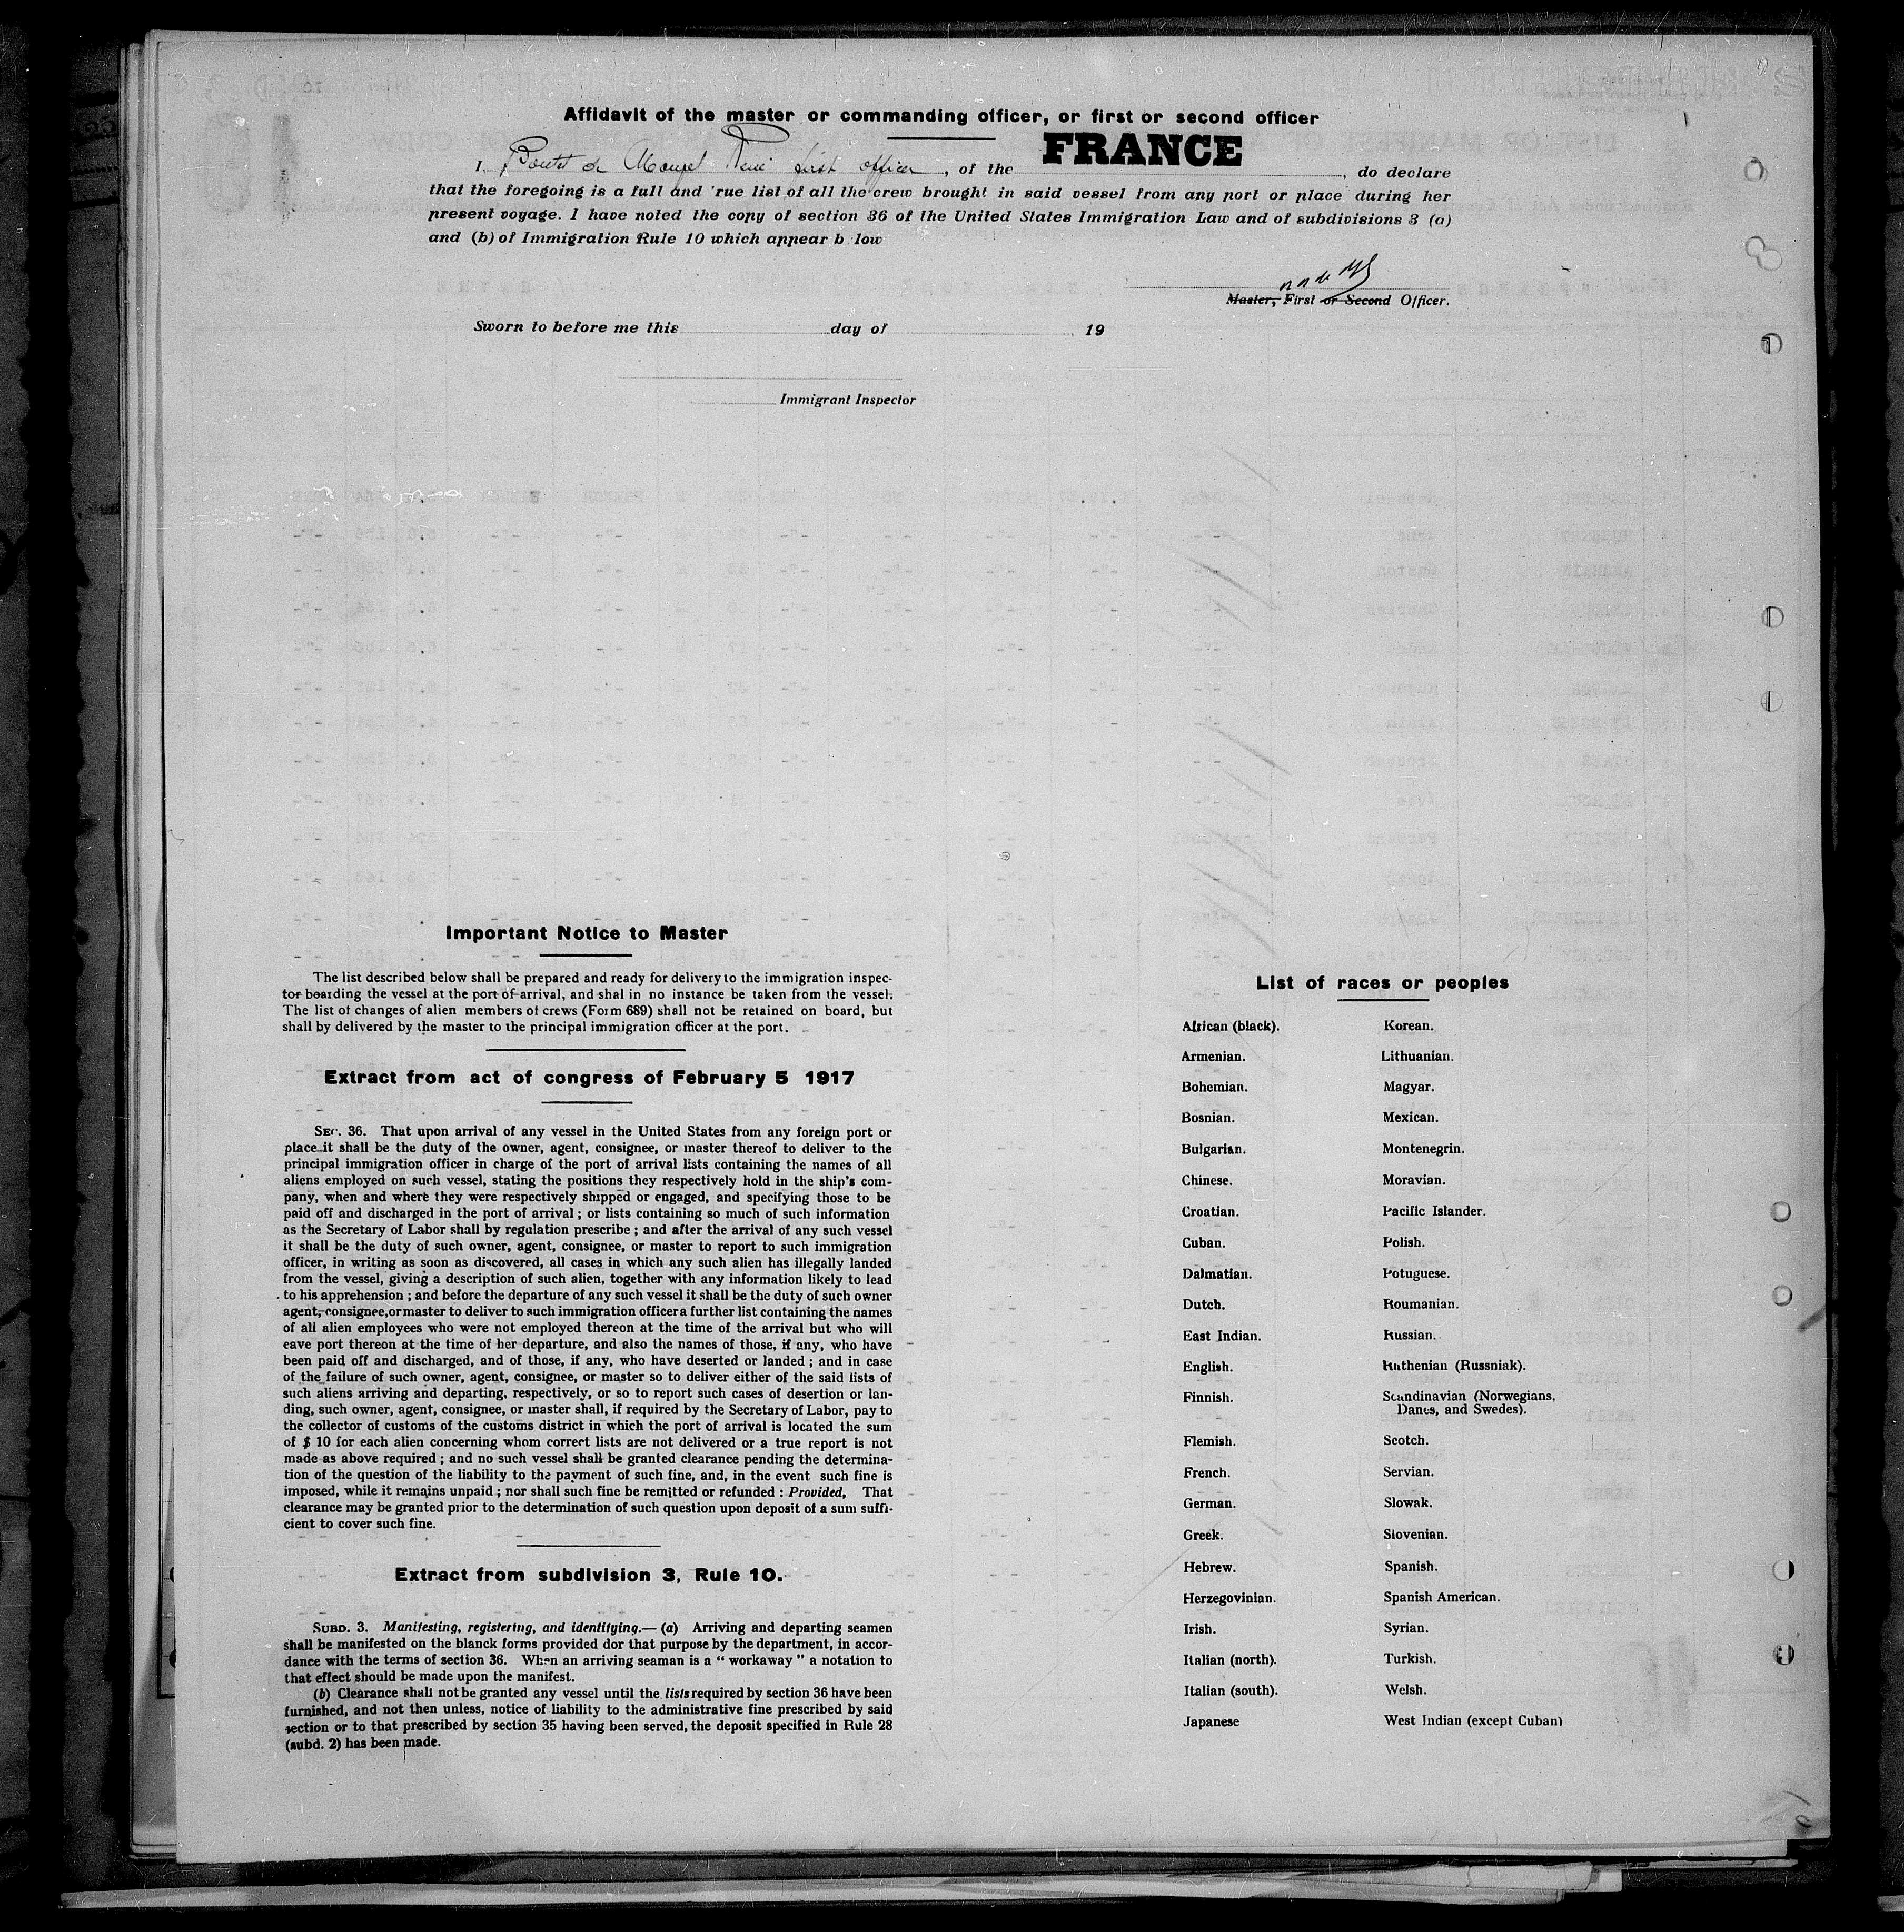 Affidavit of the master or commanding officer, or first or second officer
FRANCE
I, first officer, of the , do declare
that the foregoing is a full and 'rue list of all the crew brought in said vessel from any port or place during her
present voyage. I have noted the copy of section 36 of the United States Immigration Law and of subdivisions 3 (a)
and (b) of Immigration Rule 10 which appear b low
Master, First or Second Officer.
Sworn to before me this day of 19
Immigrant Inspector
Important Notice to Master
The list described below shall be prepared and ready for delivery to the immigration inspec-
tor boarding the vessel at the port of arrival, and shal in no instance be taken from the vessel.
The list of changes of alien members of crews (Form 689) shall not be retained on board, but
shall by delivered by the master to the principal immigration officer at the port.
Extract from act of congress of February 5 1917
SEC. 36. That upon arrival of any vessel in the United States from any foreign port or
place it shall be the duty of the owner, agent, consignee, or master thereof to deliver to the
principal immigration officer in charge of the port of arrival lists containing the names of all
aliens employed on such vessel, stating the positions they respectively hold in the ship's com-
pany, when and where they were respectively shipped or engaged, and specifying those to be
paid off and discharged in the port of arrival ; or lists containing so much of such information
as the Secretary of Labor shall by regulation prescribe ; and after the arrival of any such vessel
it shall be the duty of such owner, agent, consignee, or master to report to such immigration
officer, in writing as soon as discovered, all cases in which any such alien has illegally landed
from the vessel, giving a description of such alien, together with any information likely to lead
to his apprehension ; and before the departure of any such vessel it shall be the duty of such owner
agent, consignee, or master to deliver to such immigration officer a further list containing the names
of all alien employees who were not employed thereon at the time of the arrival but who will
eave port thereon at the time of her departure, and also the names of those, if any, who have
been paid off and discharged, and of those, if any, who have deserted or landed ; and in case
of the failure of such owner, agent, consignee, or master so to deliver either of the said lists of
such aliens arriving and departing, respectively, or so to report such cases of desertion or lan-
ding, such owner, agent, consignee, or master shall, if required by the Secretary of Labor, pay to
the collector of customs of the customs district in which the port of arrival is located the sum
of $ 10 for each alien concerning whom correct lists are not delivered or a true report is not
made as above required ; and no such vessel shall be granted clearance pending the determina-
tion of the question of the liability to the payment of such fine, and, in the event such fine is
imposed, while it remains unpaid ; nor shall such fine be remitted or refunded : Provided, That
clearance may be granted prior to the determination of such question upon deposit of a sum suffi-
cient to cover such fine.
Extract from subdivision 3, Rule 10.
SUBD. 3. Manifesting, registering, and identifying.— (a) Arriving and departing seamen
shall be manifested on the blanck forms provided dor that purpose by the department, in accor-
dance with the terms of section 36. When an arriving seaman is a “ workaway ” a notation to
that effect should be made upon the manifest.
(b) Clearance shall not be granted any vessel until the lists required by section 36 have been
furnished, and not then unless, notice of liability to the administrative fine prescribed by said
section or to that prescribed by section 35 having been served, the deposit specified in Rule 28
(subd. 2) has been made.
List of races or peoples
African (black). Korean.
Armenian. Lithuanian.
Bohemian. Magyar.
Bosnian. Mexican.
Bulgarian. Montenegrin.
Chinese. Moravian.
Croatian. Pacific Islander.
Cuban. Polish.
Dalmatian. Potuguese.
Dutch. Roumanian.
East Indian. Russian.
English. Ruthenian (Russniak).
Finnish. Scandinavian (Norwegians,
Danes, and Swedes).
Flemish. Scotch.
French. Servian.
German. Slowak.
Greek. Slovenian.
Hebrew. Spanish.
Herzegovinian. Spanish American.
Irish. Syrian.
Italian (north). Turkish.
Italian (south). Welsh.
Japanese West Indian (except Cuban)